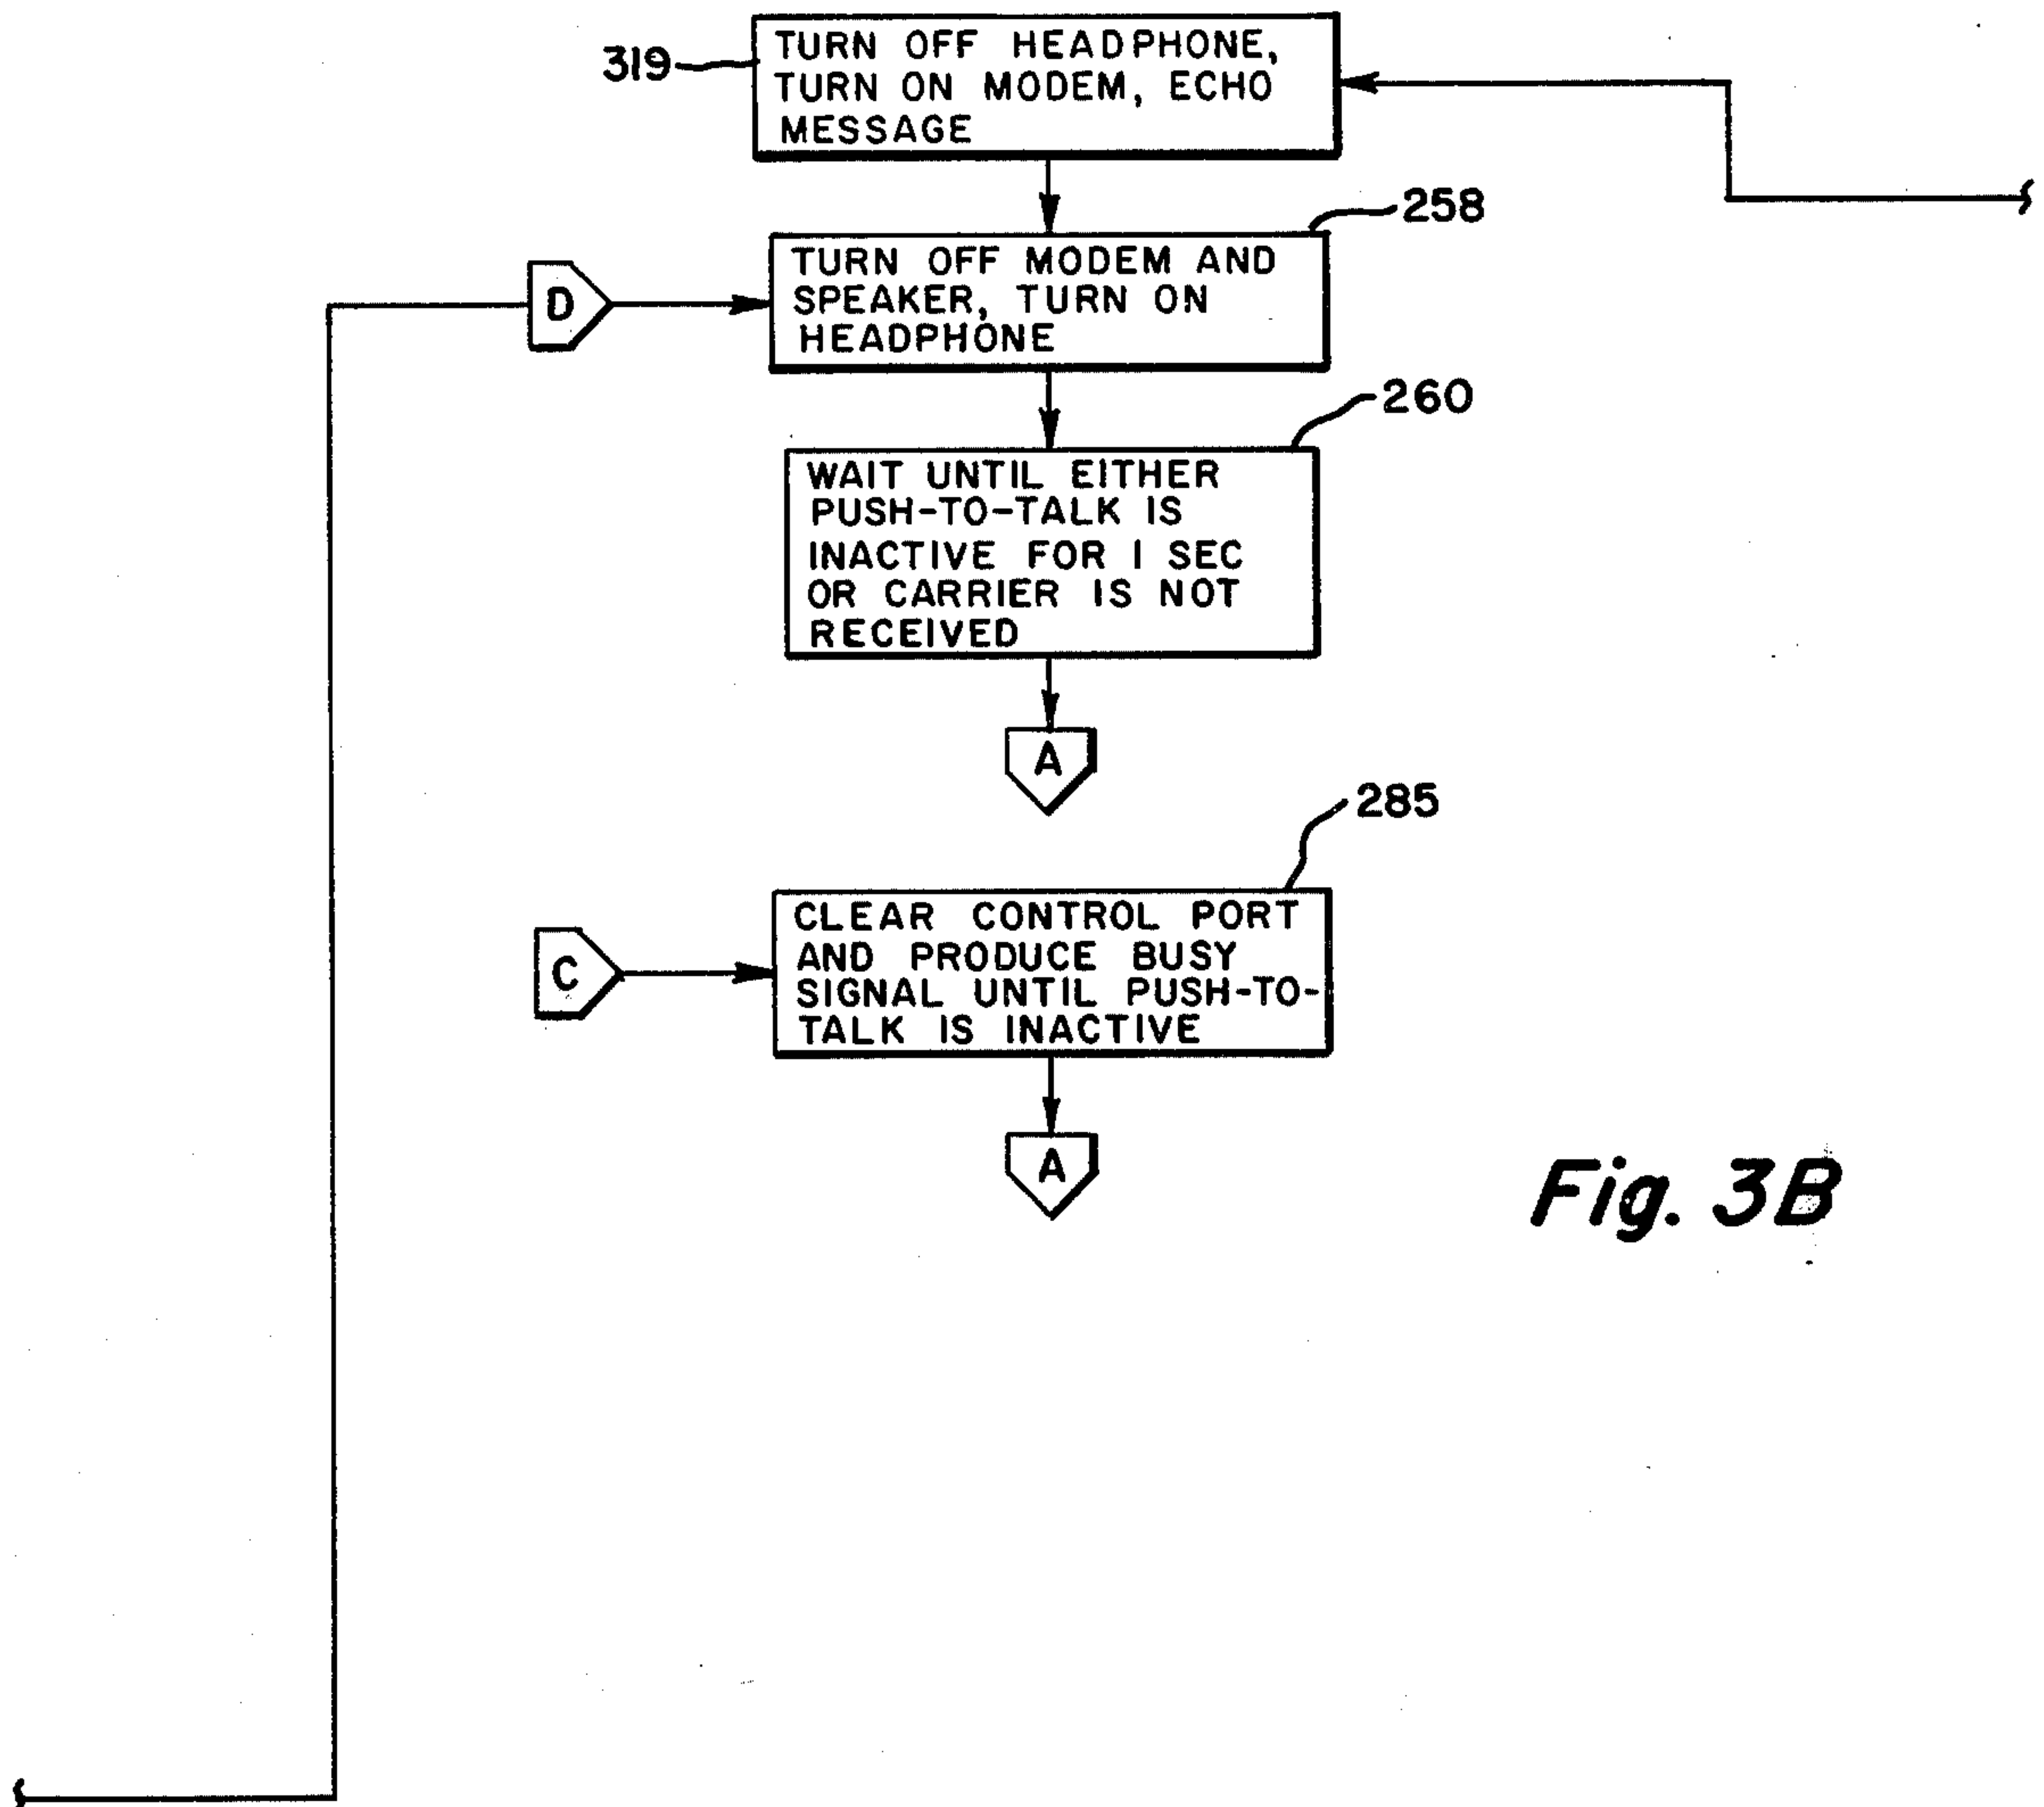 319
TURN OFF HEADPHONE,
TURN ON MODEM, ECHO
MESSAGE
258
D
TURN OFF MODEM AND
SPEAKER, TURN ON
HEADPHONE
260
WAIT UNTIL EITHER
PUSH-TO-TALK IS
INACTIVE FOR 1 SEC
OR CARRIER IS NOT
RECEIVED
A
285
C
CLEAR CONTROL PORT
AND PRODUCE BUSY
SIGNAL UNTIL PUSH-TO-
TALK IS INACTIVE
A
Fig. 3B